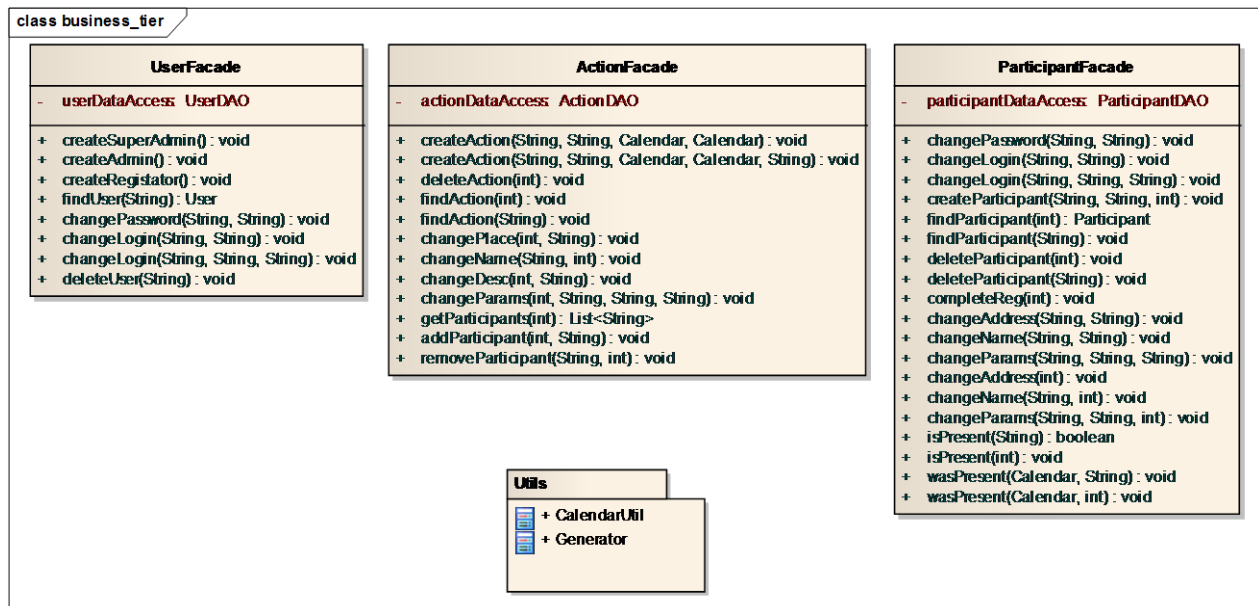 class business_tier
UserFacade
- userDataAccess: UserDAO
+ createSuperAdmin() : void
+ createAdmin() : void
+ createRegistator() : void
+ findUser(String) : User
+ changePassword(String, String) : void
+ changeLogin(String, String) : void
+ changeLogin(String, String, String) : void
+ deleteUser(String) : void
ActionFacade
- actionDataAccess: ActionDAO
+ createAction(String, String, Calendar, Calendar) : void
+ createAction(String, String, Calendar, Calendar, String) : void
+ deleteAction(int) : void
+ findAction(int) : void
+ findAction(String) : void
+ changePlace(int, String) : void
+ changeName(String, int) : void
+ changeDesc(int, String) : void
+ changeParams(int, String, String, String) : void
+ getParticipants(int) : List<String>
+ addParticipant(int, String) : void
+ removeParticipant(String, int) : void
ParticipantFacade
- participantDataAccess: ParticipantDAO
+ changePassword(String, String) : void
+ changeLogin(String, String) : void
+ changeLogin(String, String, String) : void
+ createParticipant(String, String, int) : void
+ findParticipant(int) : Participant
+ findParticipant(String) : void
+ deleteParticipant(int) : void
+ deleteParticipant(String) : void
+ completeReg(int) : void
+ changeAddress(String, String) : void
+ changeName(String, String) : void
+ changeParams(String, String, String) : void
+ changeAddress(int) : void
+ changeName(String, int) : void
+ changeParams(String, String, int) : void
+ isPresent(String) : boolean
+ isPresent(int) : void
+ wasPresent(Calendar, String) : void
+ wasPresent(Calendar, int) : void
Utils
+ CalendarUtil
+ Generator